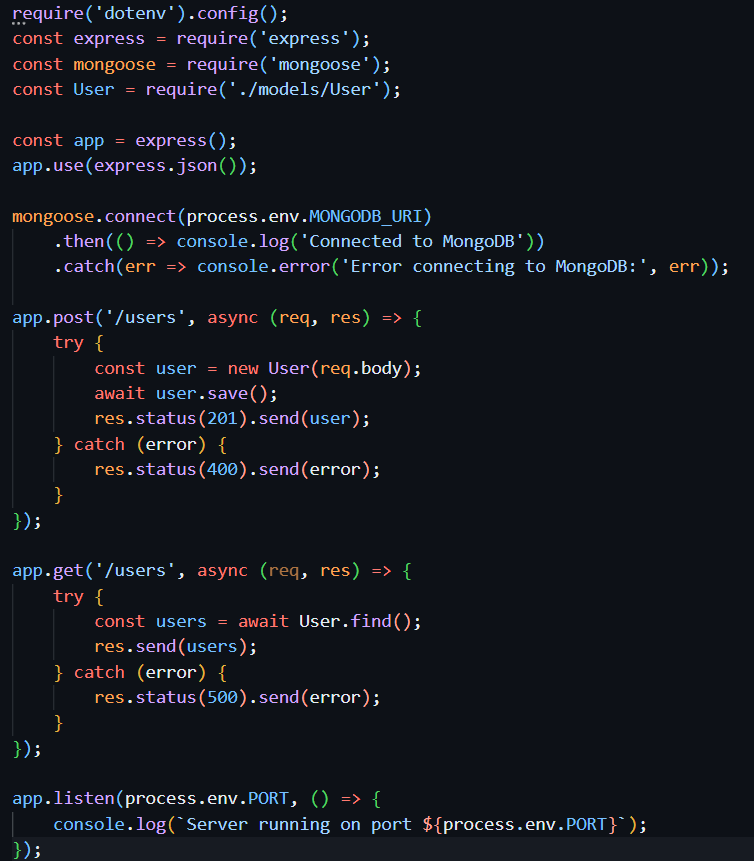 require('dotenv').config();
const express = require('express');
const mongoose = require('mongoose');
const User = require('./models/User');

const app = express();
app.use(express.json());

mongoose.connect(process.env.MONGODB_URI)
    .then(() => console.log('Connected to MongoDB'))
    .catch(err => console.error('Error connecting to MongoDB:', err));

app.post('/users', async (req, res) => {
    try {
        const user = new User(req.body);
        await user.save();
        res.status(201).send(user);
    } catch (error) {
        res.status(400).send(error);
    }
});

app.get('/users', async (req, res) => {
    try {
        const users = await User.find();
        res.send(users);
    } catch (error) {
        res.status(500).send(error);
    }
});

app.listen(process.env.PORT, () => {
    console.log(`Server running on port ${process.env.PORT}`);
});